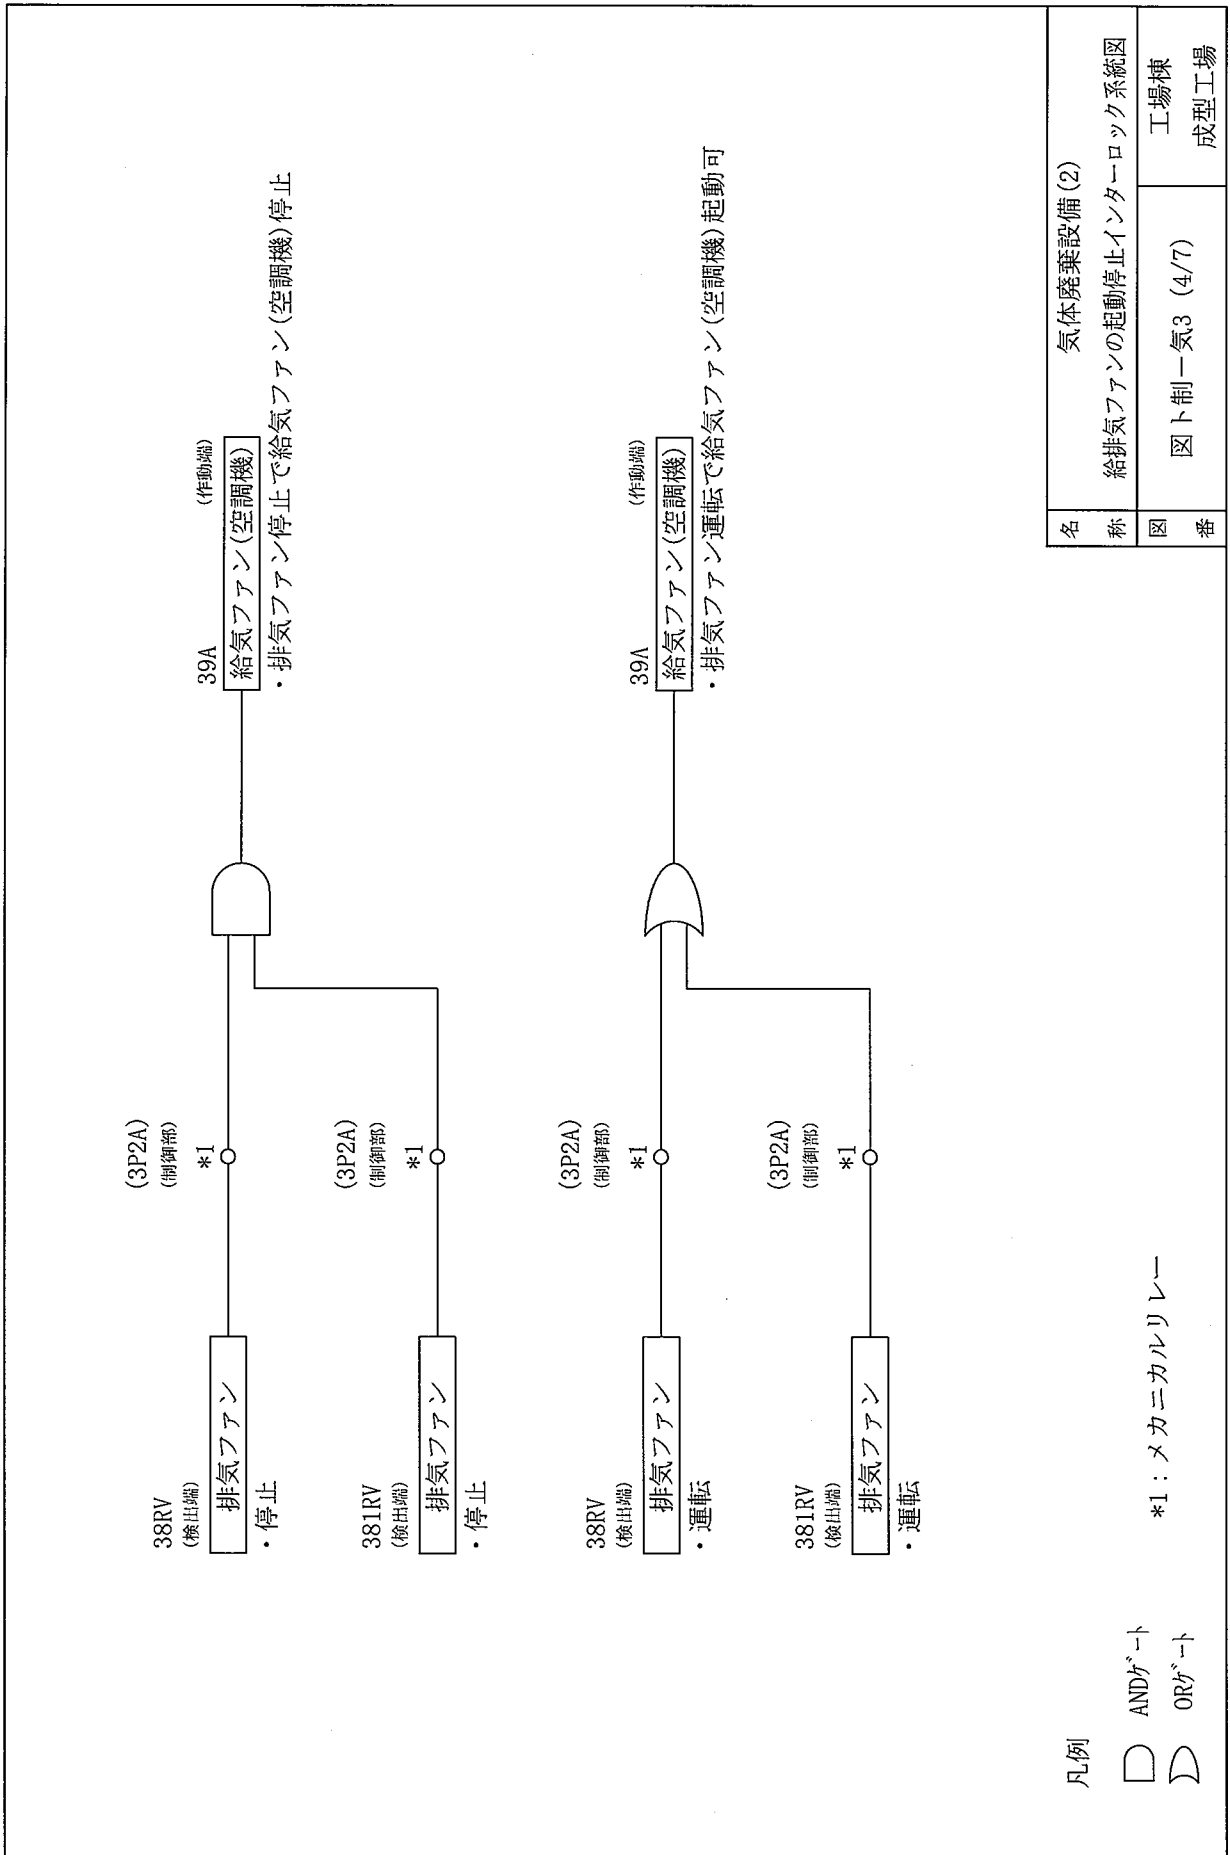 38RV
(検出端)
排気ファン
・停止
(3P2A)
(制御部)
*1
381RV
(検出端)
排気ファン
・停止
(3P2A)
(制御部)
*1
39A
(作動端)
給気ファン(空調機)
・排気ファン停止で給気ファン(空調機)停止
38RV
(検出端)
排気ファン
・運転
(3P2A)
(制御部)
*1
381RV
(検出端)
排気ファン
・運転
(3P2A)
(制御部)
*1
39A
(作動端)
給気ファン(空調機)
・排気ファン運転で給気ファン(空調機)起動可
凡例
ANDゲート
ORゲート
*1：メカニカルリレー
名称
気体廃棄設備(2)
給排気ファンの起動停止インターロック系統図
図番
図ト制－気3 (4/7)
工場棟
成型工場